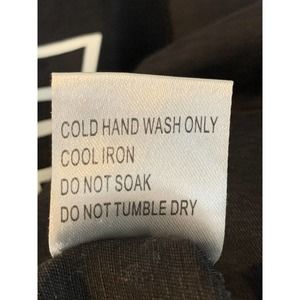 COLD HAND WASH ONLY
COOL IRON
DO NOT SOAK
DO NOT TUMBLE DRY